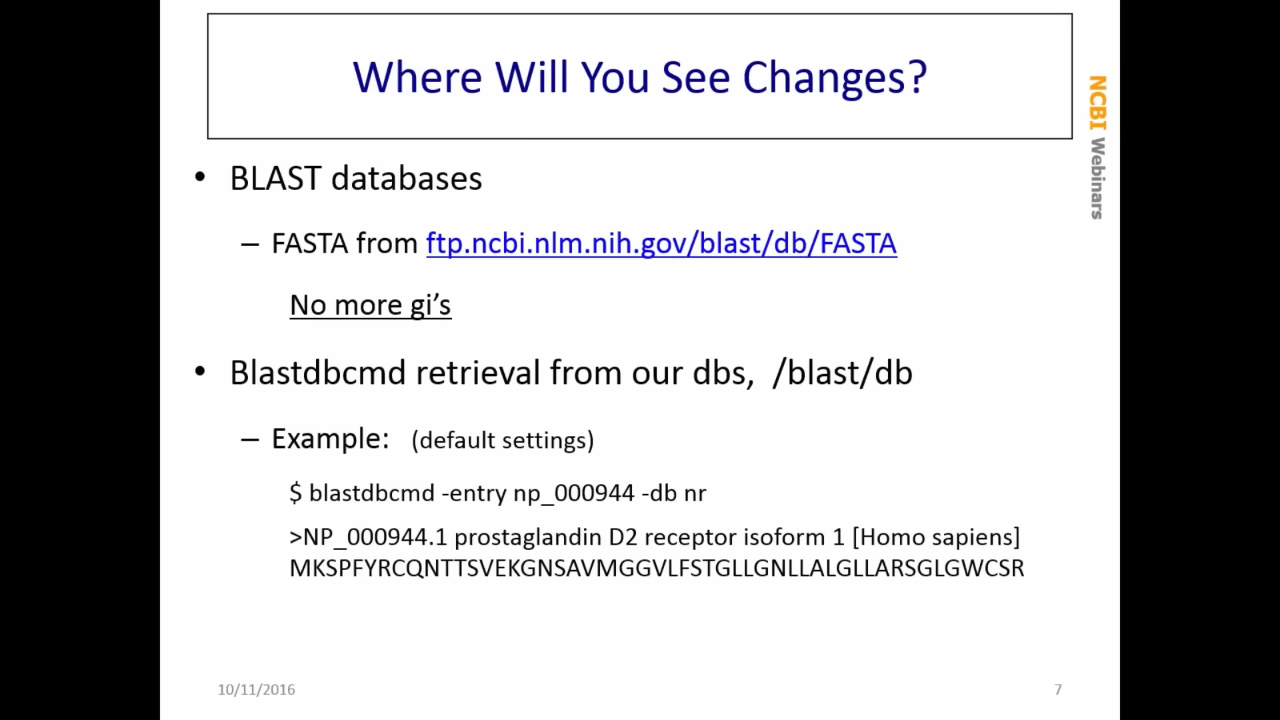 Where Will You See Changes?
NCBI Webinars
• BLAST databases
– FASTA from ftp.ncbi.nlm.nih.gov/blast/db/FASTA
No more gi’s
• Blastdbcmd retrieval from our dbs, /blast/db
– Example: (default settings)
$ blastdbcmd -entry np_000944 -db nr
>NP_000944.1 prostaglandin D2 receptor isoform 1 [Homo sapiens]
MKSPFYRCQNTTSVEKGNSAVMGGVLFSTGLLGNLLALGLLARSGLGWCSR
10/11/2016
7